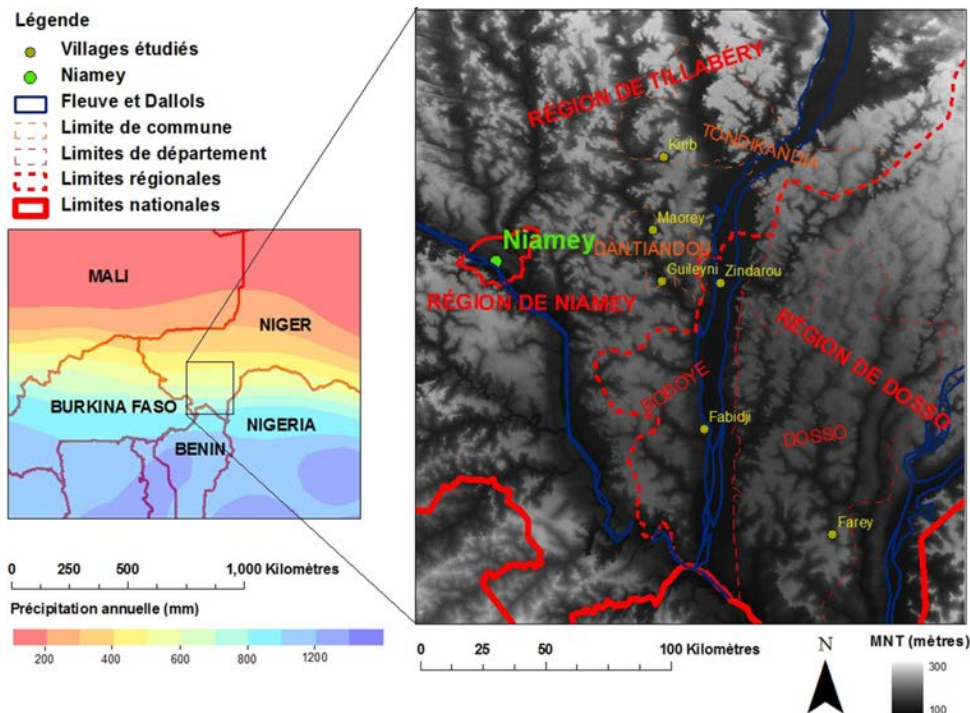 Légende
Villages étudiés
Niamey
Fleuve et Dallols
Limite de commune
Limites de département
Limites régionales
Limites nationales
MALI
NIGER
BURKINA FASO
NIGERIA
BENIN
0 250 500 1,000 Kilomètres
Précipitation annuelle (mm)
200 400 600 800 1200
RÉGION DE TILLABÉRY
TONDIKANDIA
Kirib
Maorey
Niamey
DANTIANDOU
Guileyni
Zindarou
RÉGION DE NIAMEY
RÉGION DE DOSSO
BOBOYE
Fabidji
DOSSO
Farey
0 25 50 100 Kilomètres
N
MNT (mètres)
300
100